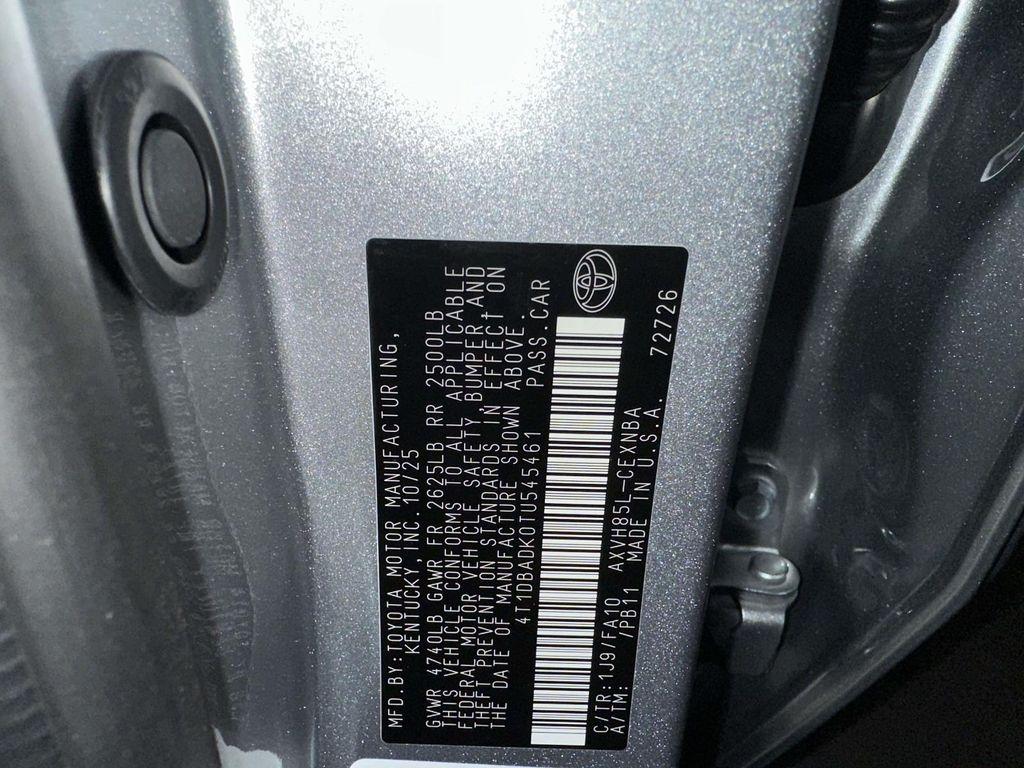 MFD.BY:TOYOTA MOTOR MANUFACTURING,
KENTUCKY, INC. 10/25
GVWR 4740LB GAWR FR 2625LB RR 2500LB
THIS VEHICLE CONFORMS TO ALL APPLICABLE
FEDERAL MOTOR VEHICLE SAFETY,BUMPER,AND
THEFT PREVENTION STANDARDS IN EFFECT ON
THE DATE OF MANUFACTURE SHOWN ABOVE.
4T1DBADK0TU545461 PASS.CAR
C/TR:1J9/FA10 AXVH85L-CEXNBA
A/TM: /PB11 MADE IN U.S.A. 72726